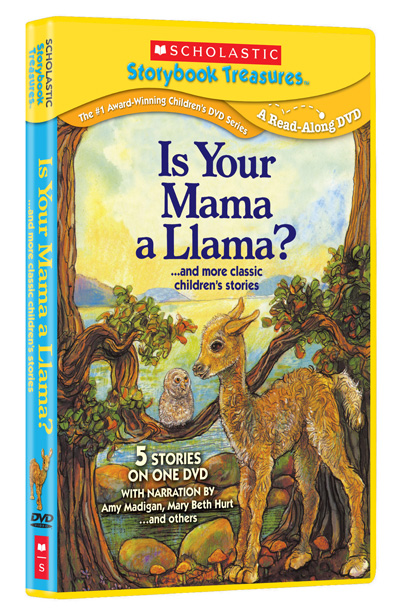 SCHOLASTIC
Storybook Treasures™
The #1 Award-Winning Children's DVD Series
A Read-Along DVD
Is Your
Mama
a Llama?
...and more classic
children's stories
5 STORIES
ON ONE DVD
WITH NARRATION BY
Amy Madigan, Mary Beth Hurt
...and others
SCHOLASTIC
Storybook
Treasures™
Is Your Mama a Llama?
...and more classic children's stories
DVD
S